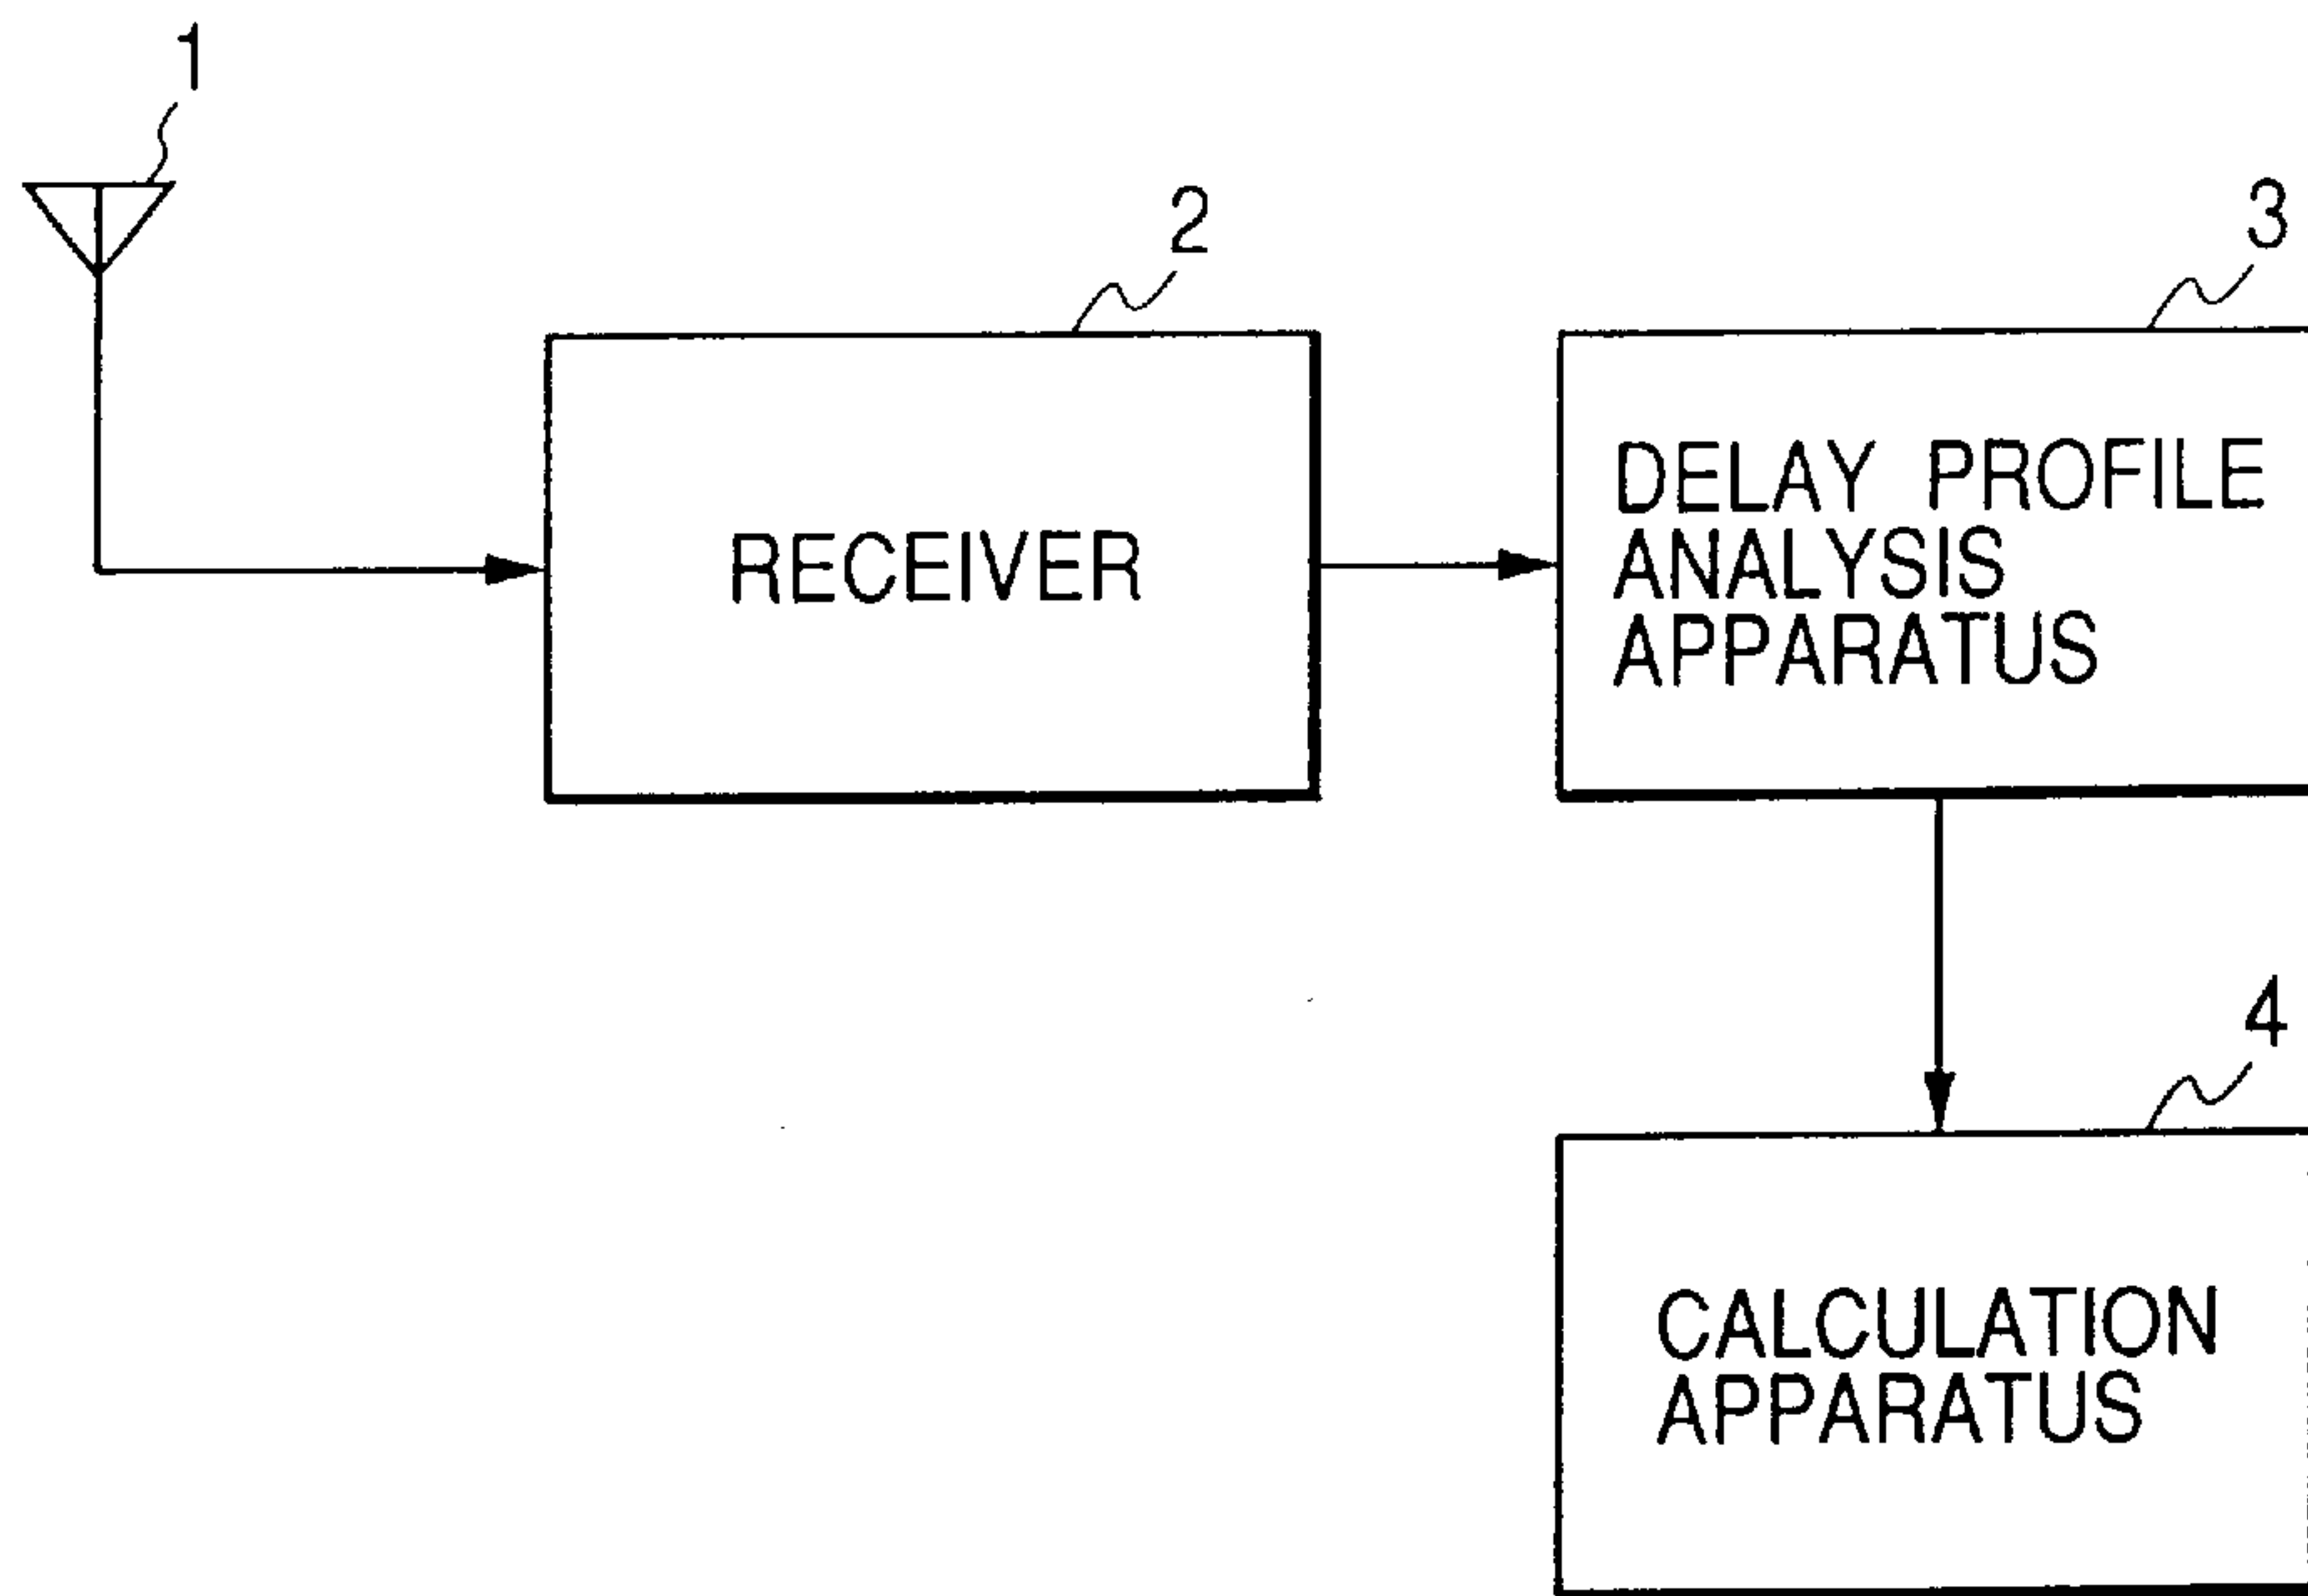 1
2
3
RECEIVER
DELAY PROFILE
ANALYSIS
APPARATUS
4
CALCULATION
APPARATUS